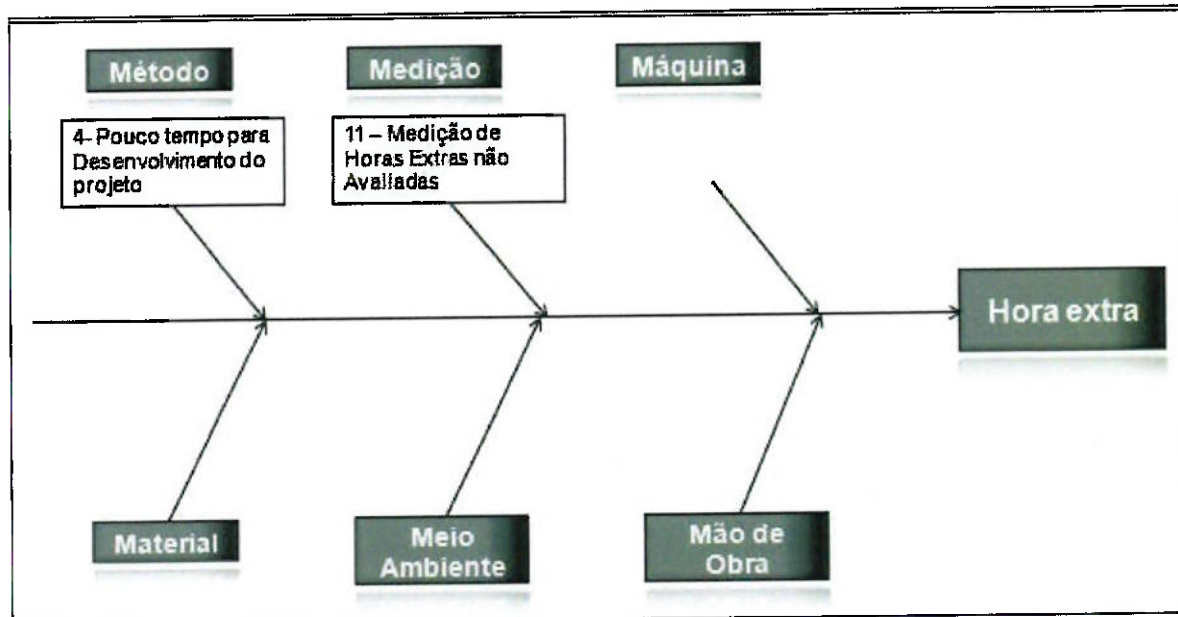 Método
Medição
Máquina
4- Pouco tempo para
Desenvolvimento do
projeto
11 – Medição de
Horas Extras não
Avaliadas
Hora extra
Material
Meio
Ambiente
Mão de
Obra